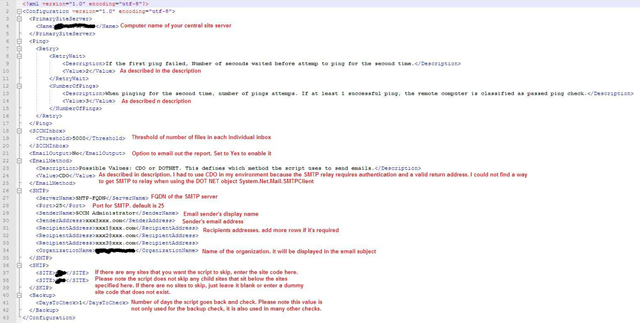 1 <?xml version="1.0" encoding="utf-8"?>
2 <Configuration version="1.0" encoding="utf-8">
3 <PrimarySiteServer>
4 <Name> </Name> Computer name of your central site server
5 </PrimarySiteServer>
6 <Ping>
7 <Retry>
8 <RetryWait>
9 <Description>If the first ping failed, Number of seconds waited before attemp to ping for the second time.</Description>
10 <Value>2</Value> As described in the description
11 </RetryWait>
12 <NumberOfPings>
13 <Description>When pinging for the second time, number of pings attemps. If at least 1 successful ping, the remote computer is classified as passed ping check.</Description>
14 <Value>3</Value> As described n description
15 </NumberOfPings>
16 </Retry>
17 </Ping>
18 <SCCMInbox>
19 <Threshold>5000</Threshold> Threshold of number of files in each individual inbox
20 </SCCMInbox>
21 <EmailOutput>No</EmailOutput> Option to email out the report. Set to Yes to enable it
22 <EmailMethod>
23 <Description>Possible Values: CDO or DOTNET. This defines which method the script uses to send emails.</Description>
24 <Value>CDO</Value> As described in description. I had to use CDO in my environment because the SMTP relay requires authentication and a valid return address. I could not find a way
25 </EmailMethod> to get SMTP to relay when using the DOT NET object System.Net.Mail.SMTPClient
26 <SMTP>
27 <ServerName>SMTP-FQDN</ServerName> FQDN of the SMTP server
28 <Port>25</Port> Port for SMTP. default is 25
29 <SenderName>SCCM Administrator</SenderName> Email sender's display name
30 <SenderAddress>xxx@xxx.com</SenderAddress> Sender's email address
31 <RecipientAddress>xxx1@xxx.com</RecipientAddress> Recipients addresses. add more rows if it's required
32 <RecipientAddress>xxx2@xxx.com</RecipientAddress>
33 <RecipientAddress>xxx3@xxx.com</RecipientAddress>
34 <OrganizationName> </OrganizationName> Name of the organization. it will be displayed in the email subject
35 </SMTP>
36 <SKIP>
37 <SITE> </SITE> If there are any sites that you want the script to skip, enter the site code here.
38 <SITE> </SITE> Please note the script does not skip any child sites that sit below the sites
39 </SKIP> specified here. If there are no sites to skip, just leave it blank or enter a dummy
40 <Backup> site code that does not exist.
41 <DaysToCheck>1</DaysToCheck> Number of days the script goes back and check. Please note this value is
42 </Backup> not only used for the backup check, it is also used in many other checks.
43 </Configuration>